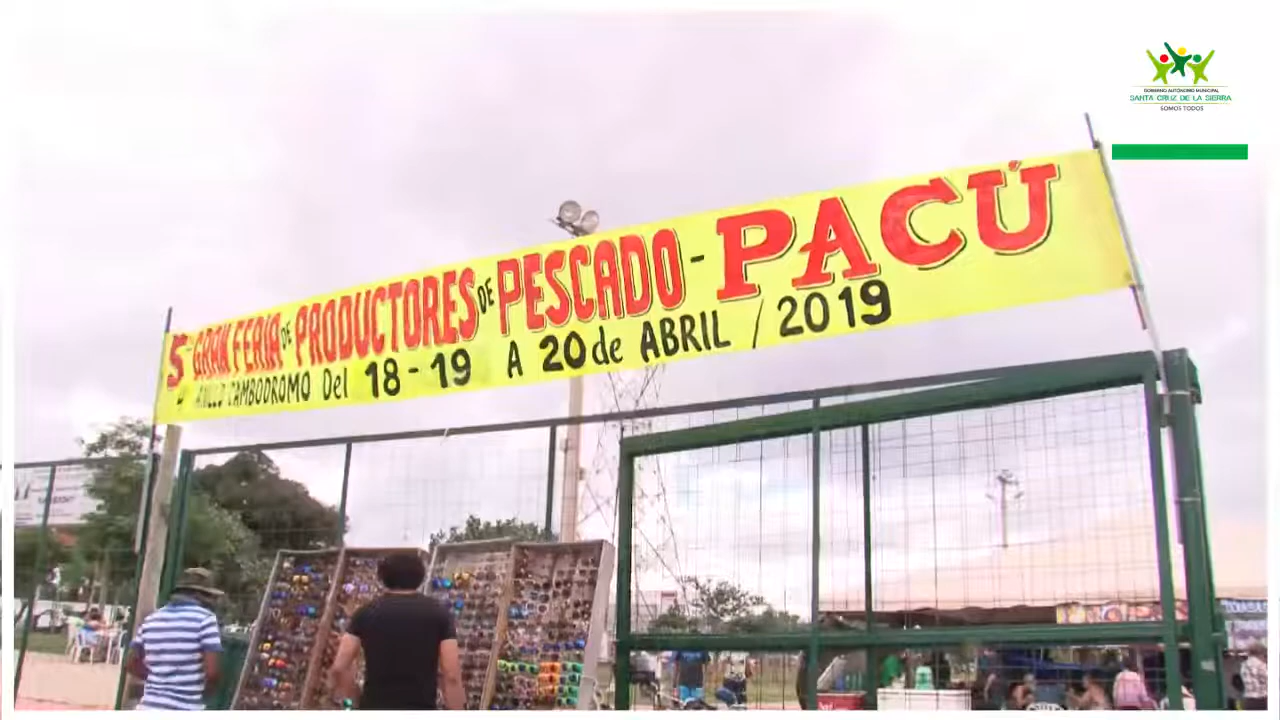 GOBIERNO AUTÓNOMO MUNICIPAL
SANTA CRUZ DE LA SIERRA
SOMOS TODOS
5ª GRAN FERIA DE PRODUCTORES DE PESCADO - PACÚ
CAMBODROMO Del 18 - 19 A 20 de ABRIL / 2019